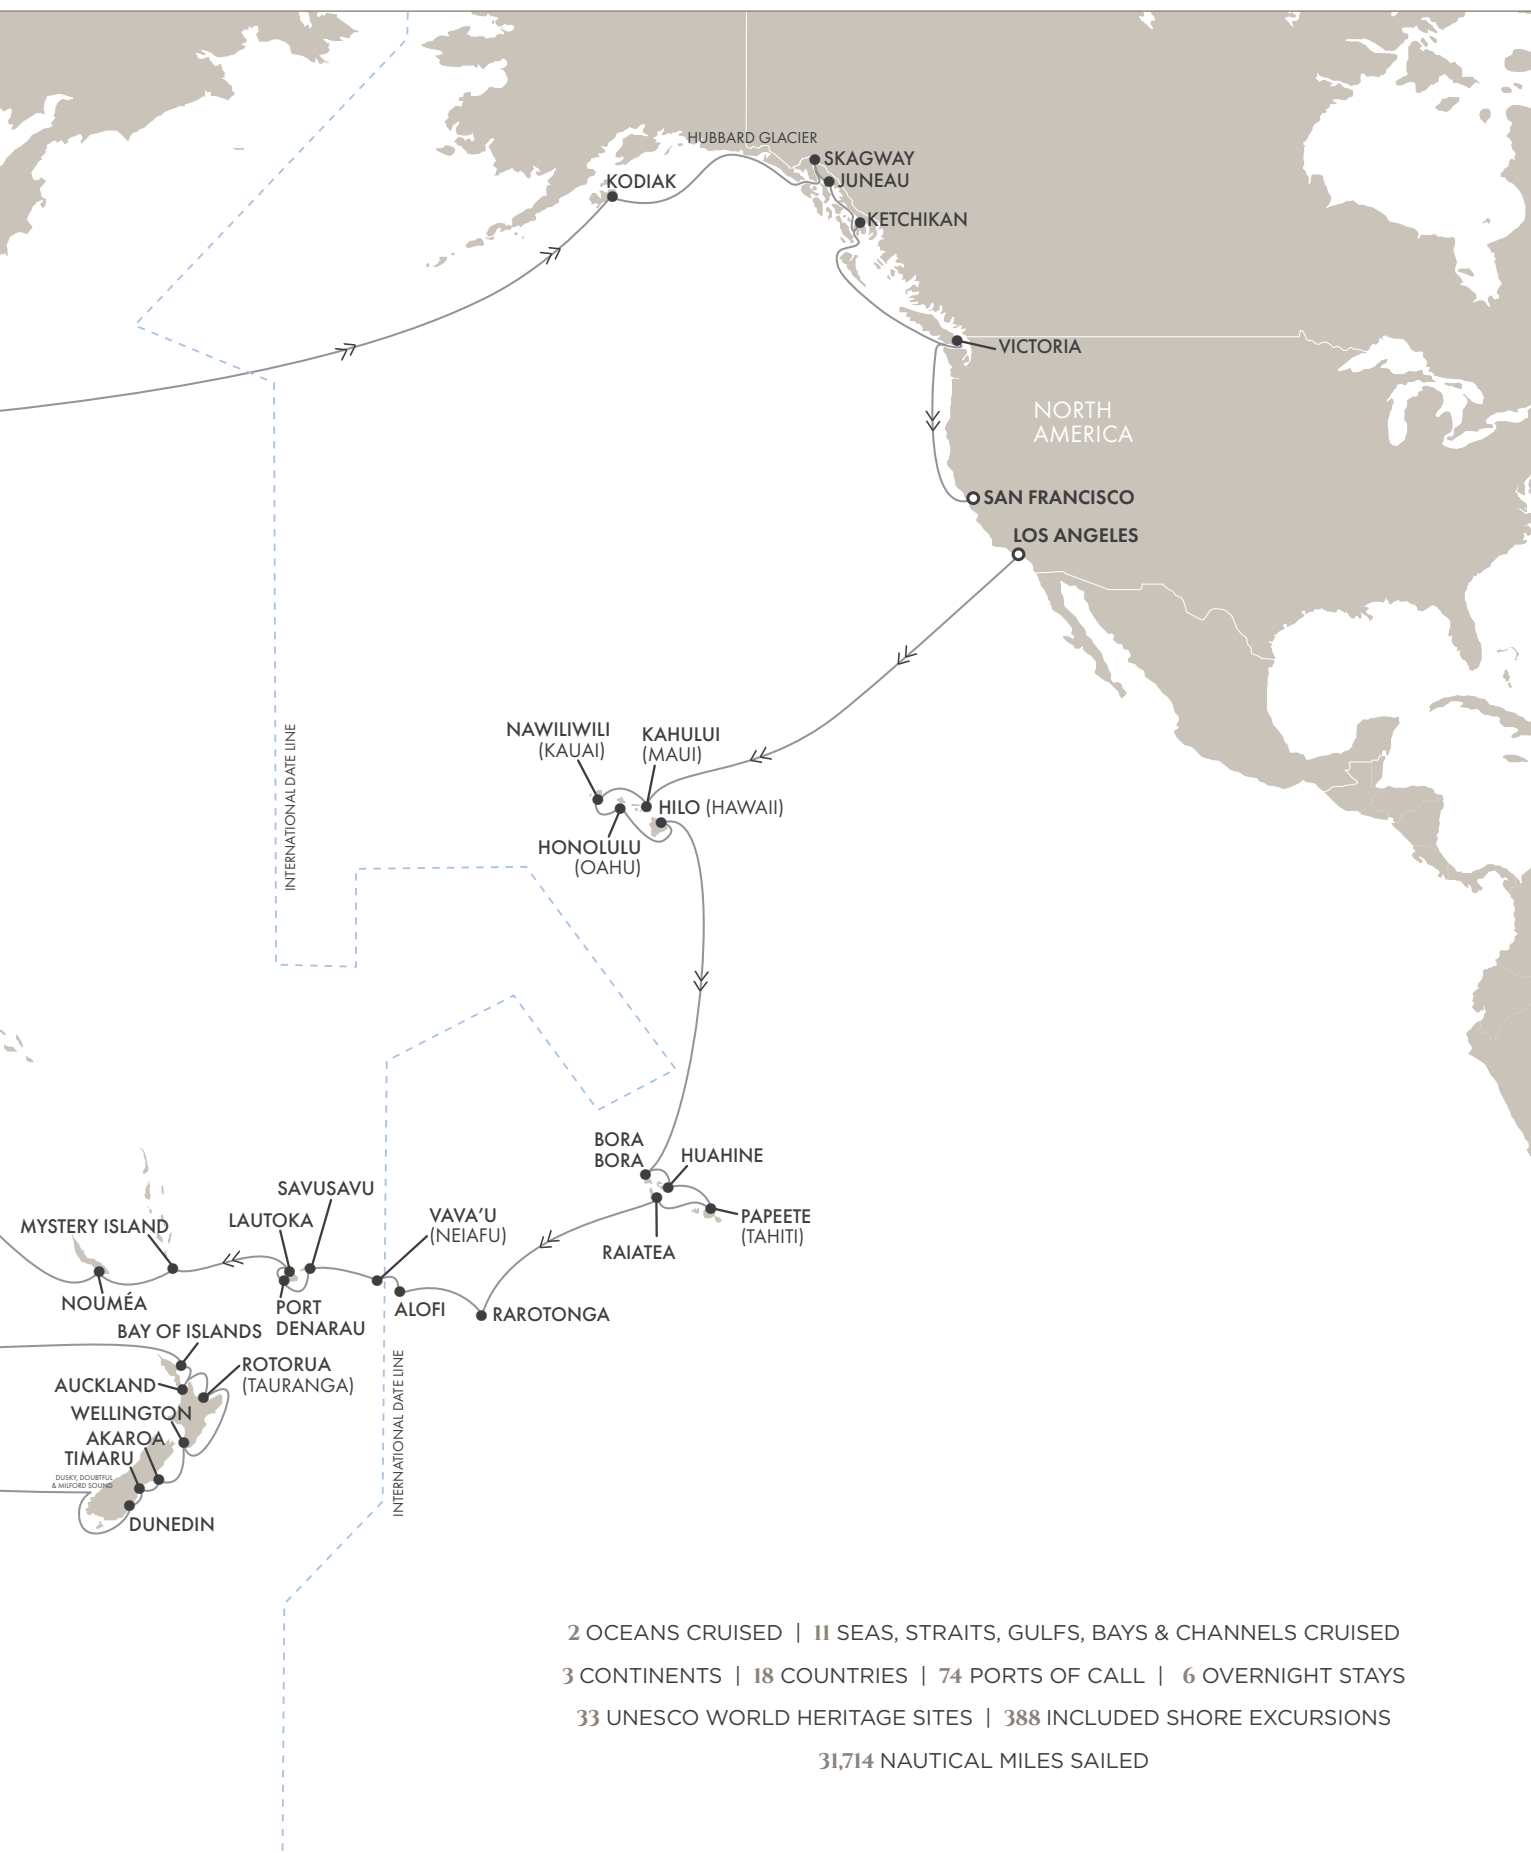 HUBBARD GLACIER
SKAGWAY
JUNEAU
KODIAK
KETCHIKAN
VICTORIA
NORTH
AMERICA
SAN FRANCISCO
LOS ANGELES
INTERNATIONAL DATE LINE
NAWILIWILI
(KAUAI)
KAHULUI
(MAUI)
HILO (HAWAII)
HONOLULU
(OAHU)
BORA
BORA
HUAHINE
PAPEETE
(TAHITI)
RAIATEA
SAVUSAVU
LAUTOKA
VAVA’U
(NEIAFU)
MYSTERY ISLAND
NOUMÉA
PORT
DENARAU
ALOFI
RAROTONGA
BAY OF ISLANDS
ROTORUA
(TAURANGA)
AUCKLAND
WELLINGTON
AKAROA
TIMARU
DUSKY, DOUBTFUL
& MILFORD SOUND
DUNEDIN
INTERNATIONAL DATE LINE
2 OCEANS CRUISED | 11 SEAS, STRAITS, GULFS, BAYS & CHANNELS CRUISED
3 CONTINENTS | 18 COUNTRIES | 74 PORTS OF CALL | 6 OVERNIGHT STAYS
33 UNESCO WORLD HERITAGE SITES | 388 INCLUDED SHORE EXCURSIONS
31,714 NAUTICAL MILES SAILED